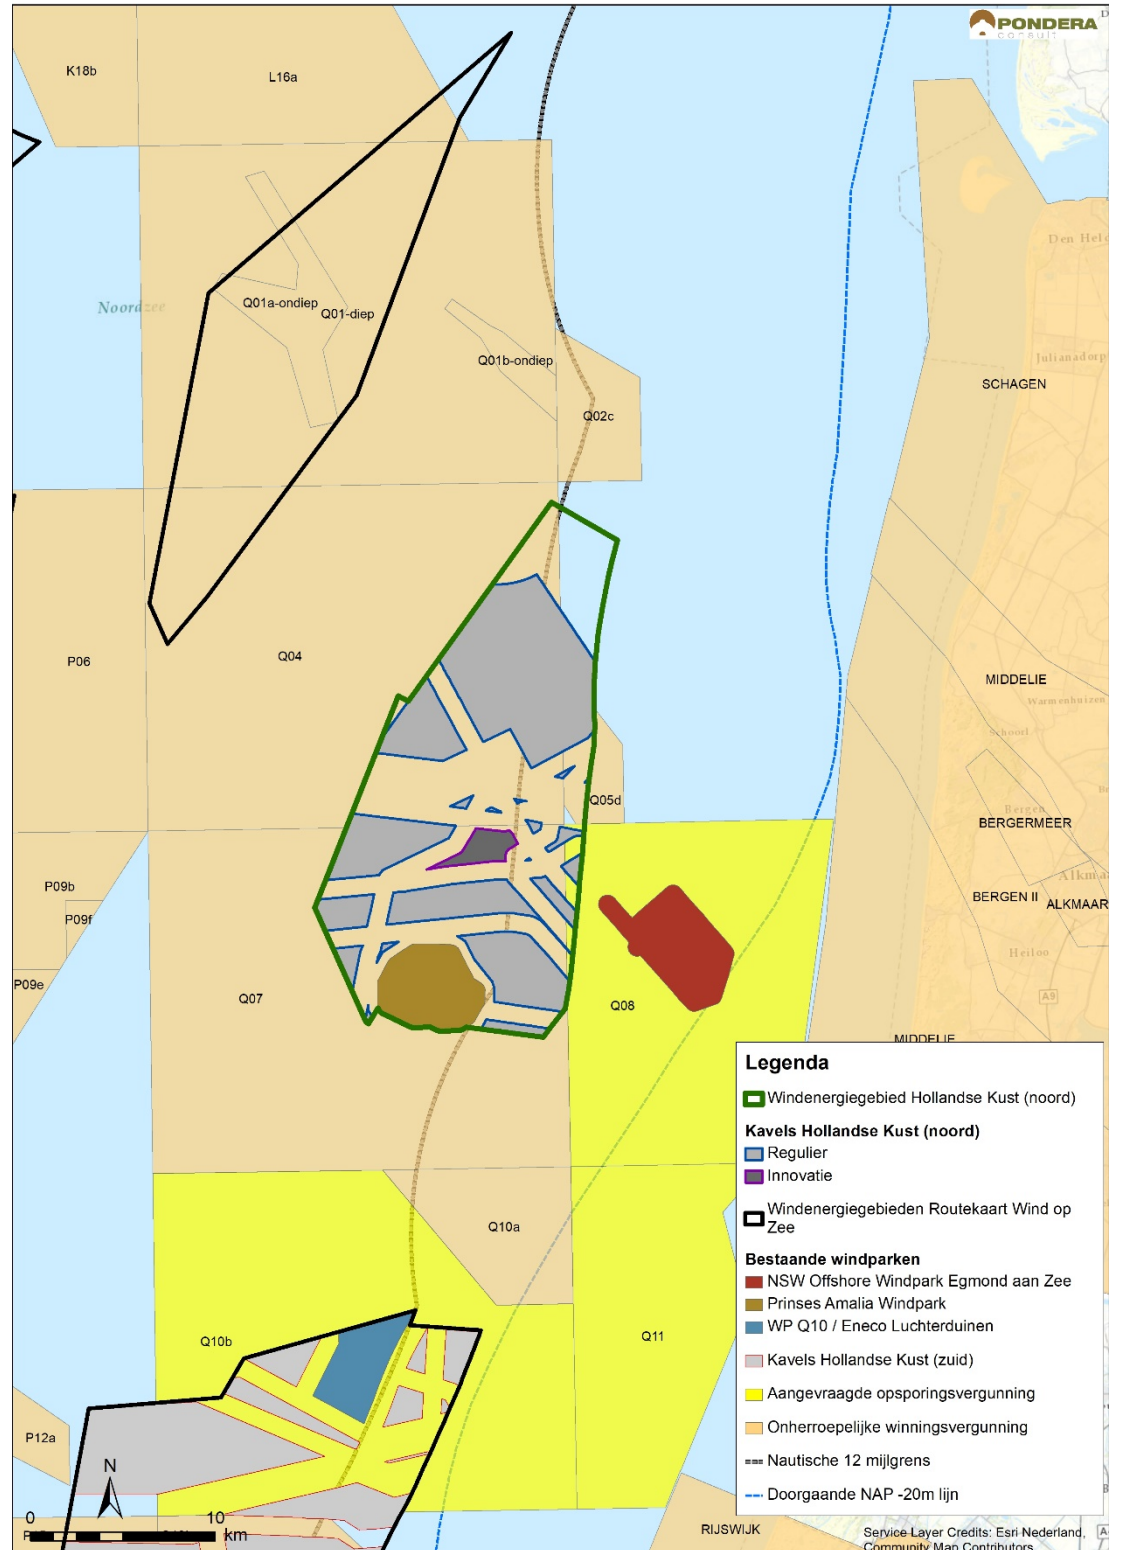 PONDERA
consult
K18b
L16a
Den Held
Noordzee
Q01a-ondiep
Q01-diep
Q01b-ondiep
Julianadorp
SCHAGEN
Q02c
Q04
P06
MIDDELIE
Warmenhuizen
Schoorl
Q05d
Bergen
BERGERMEER
P09b
Alkmaa
BERGEN II
ALKMAAR
P09f
Heiloo
P09e
Q07
Q08
A9
MIDDELIE
Legenda
Windenergiegebied Hollandse Kust (noord)
Kavels Hollandse Kust (noord)
Regulier
Innovatie
Windenergiegebieden Routekaart Wind op
Zee
Bestaande windparken
NSW Offshore Windpark Egmond aan Zee
Prinses Amalia Windpark
WP Q10 / Eneco Luchterduinen
Kavels Hollandse Kust (zuid)
Aangevraagde opsporingsvergunning
Onherroepelijke winningsvergunning
Nautische 12 mijlgrens
Doorgaande NAP -20m lijn
Q10a
Q10b
Q11
P12a
N
0 10
km
RIJSWIJK
Service Layer Credits: Esri Nederland,
Community Map Contributors